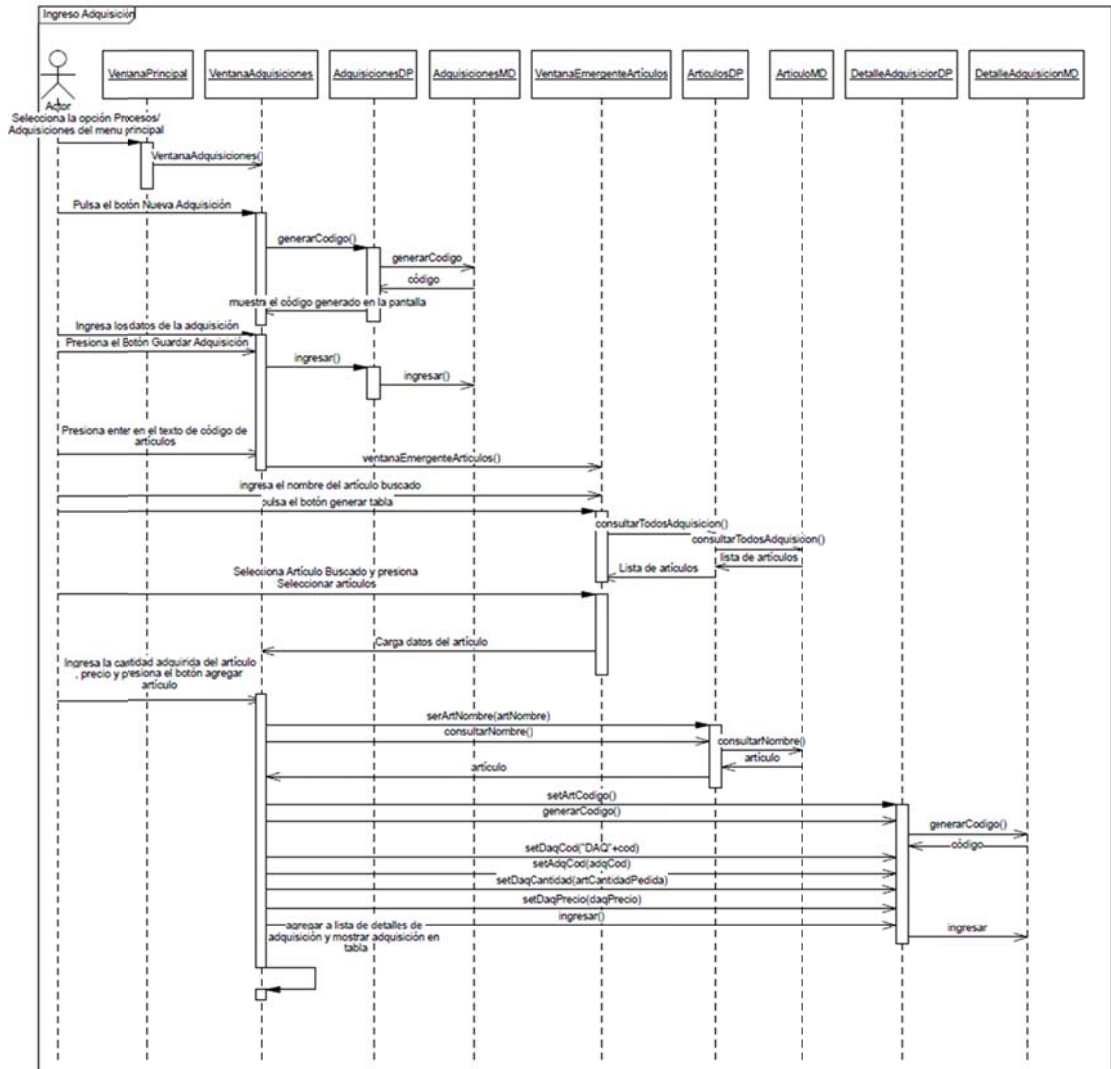 Ingreso Adquisición
VentanaPrincipal
VentanaAdquisiciones
AdquisicionesDP
AdquisicionesMD
VentanaEmergenteArtículos
ArticulosDP
ArticuloMD
DetalleAdquisiciorDP
DetalleAdquisicionMD
Actor
Selecciona la opción Procesos/
Adquisiciones del menu principal
VentanaAdquisiciones()
Pulsa el botón Nueva Adquisición
generarCodigo()
generarCodigo
código
muestra el código generado en la pantalla
Ingresa los datos de la adquisición
Presiona el Botón Guardar Adquisición
ingresar()
ingresar()
Presiona enter en el texto de código de
artículos
ventanaEmergenteArticulos()
ingresa el nombre del artículo buscado
pulsa el botón generar tabla
consultarTodosAdquisicion()
consultarTodosAdquisicion()
lista de artículos
Lista de artículos
Selecciona Artículo Buscado y presiona
Seleccionar artículos
Carga datos del artículo
Ingresa la cantidad adquirida del artículo
, precio y presiona el botón agregar
artículo
serArtNombre(artNombre)
consultarNombre()
consultarNombre()
artículo
artículo
setArtCodigo()
generarCodigo()
generarCodigo()
código
setDaqCod("DAQ"+cod)
setAdqCod(adqCod)
setDaqCantidad(artCantidadPedida)
setDaqPrecio(daqPrecio)
ingresar()
ingresar
agregar a lista de detalles de
adquisición y mostrar adquisición en
tabla